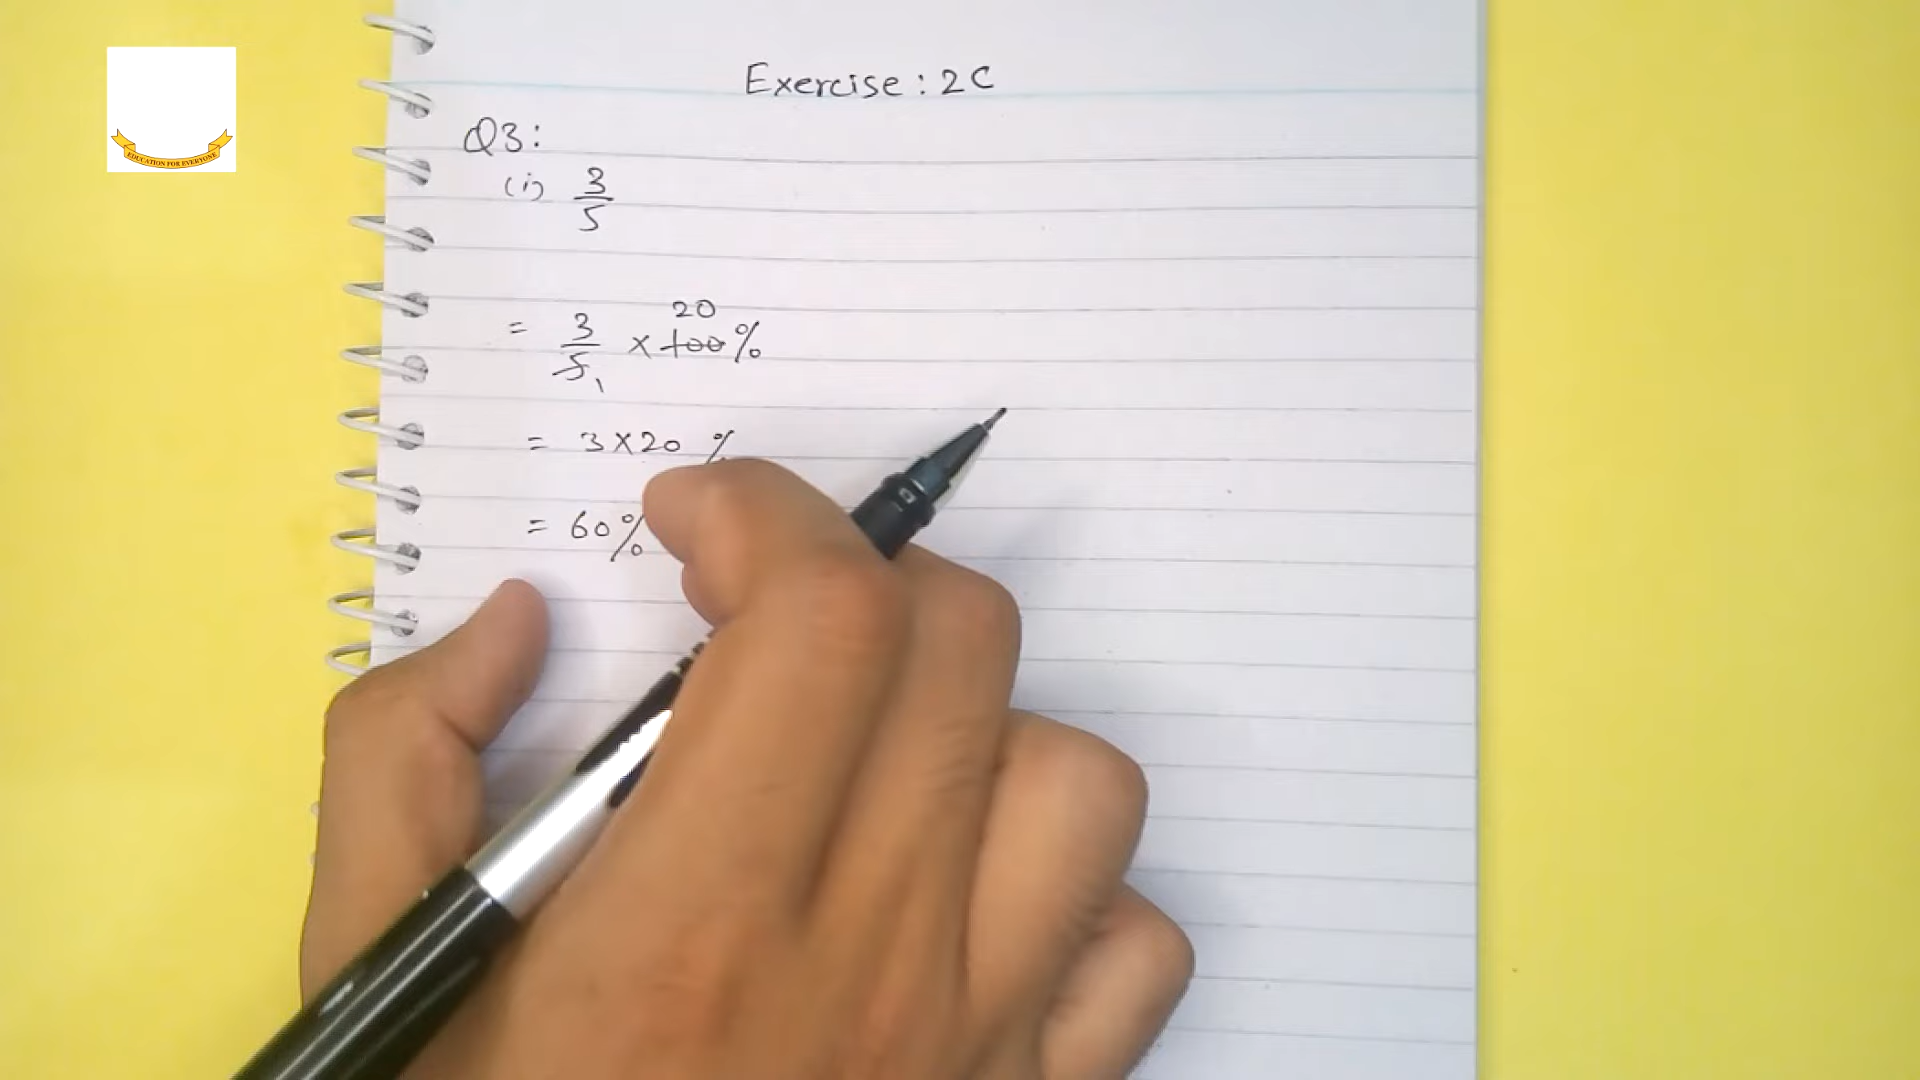 EDUCATION FOR EVERYONE
Exercise : 2C
Q3:
(i) 3/5
= 3/5 1 × 100 20 %
= 3 × 20 %
= 60%